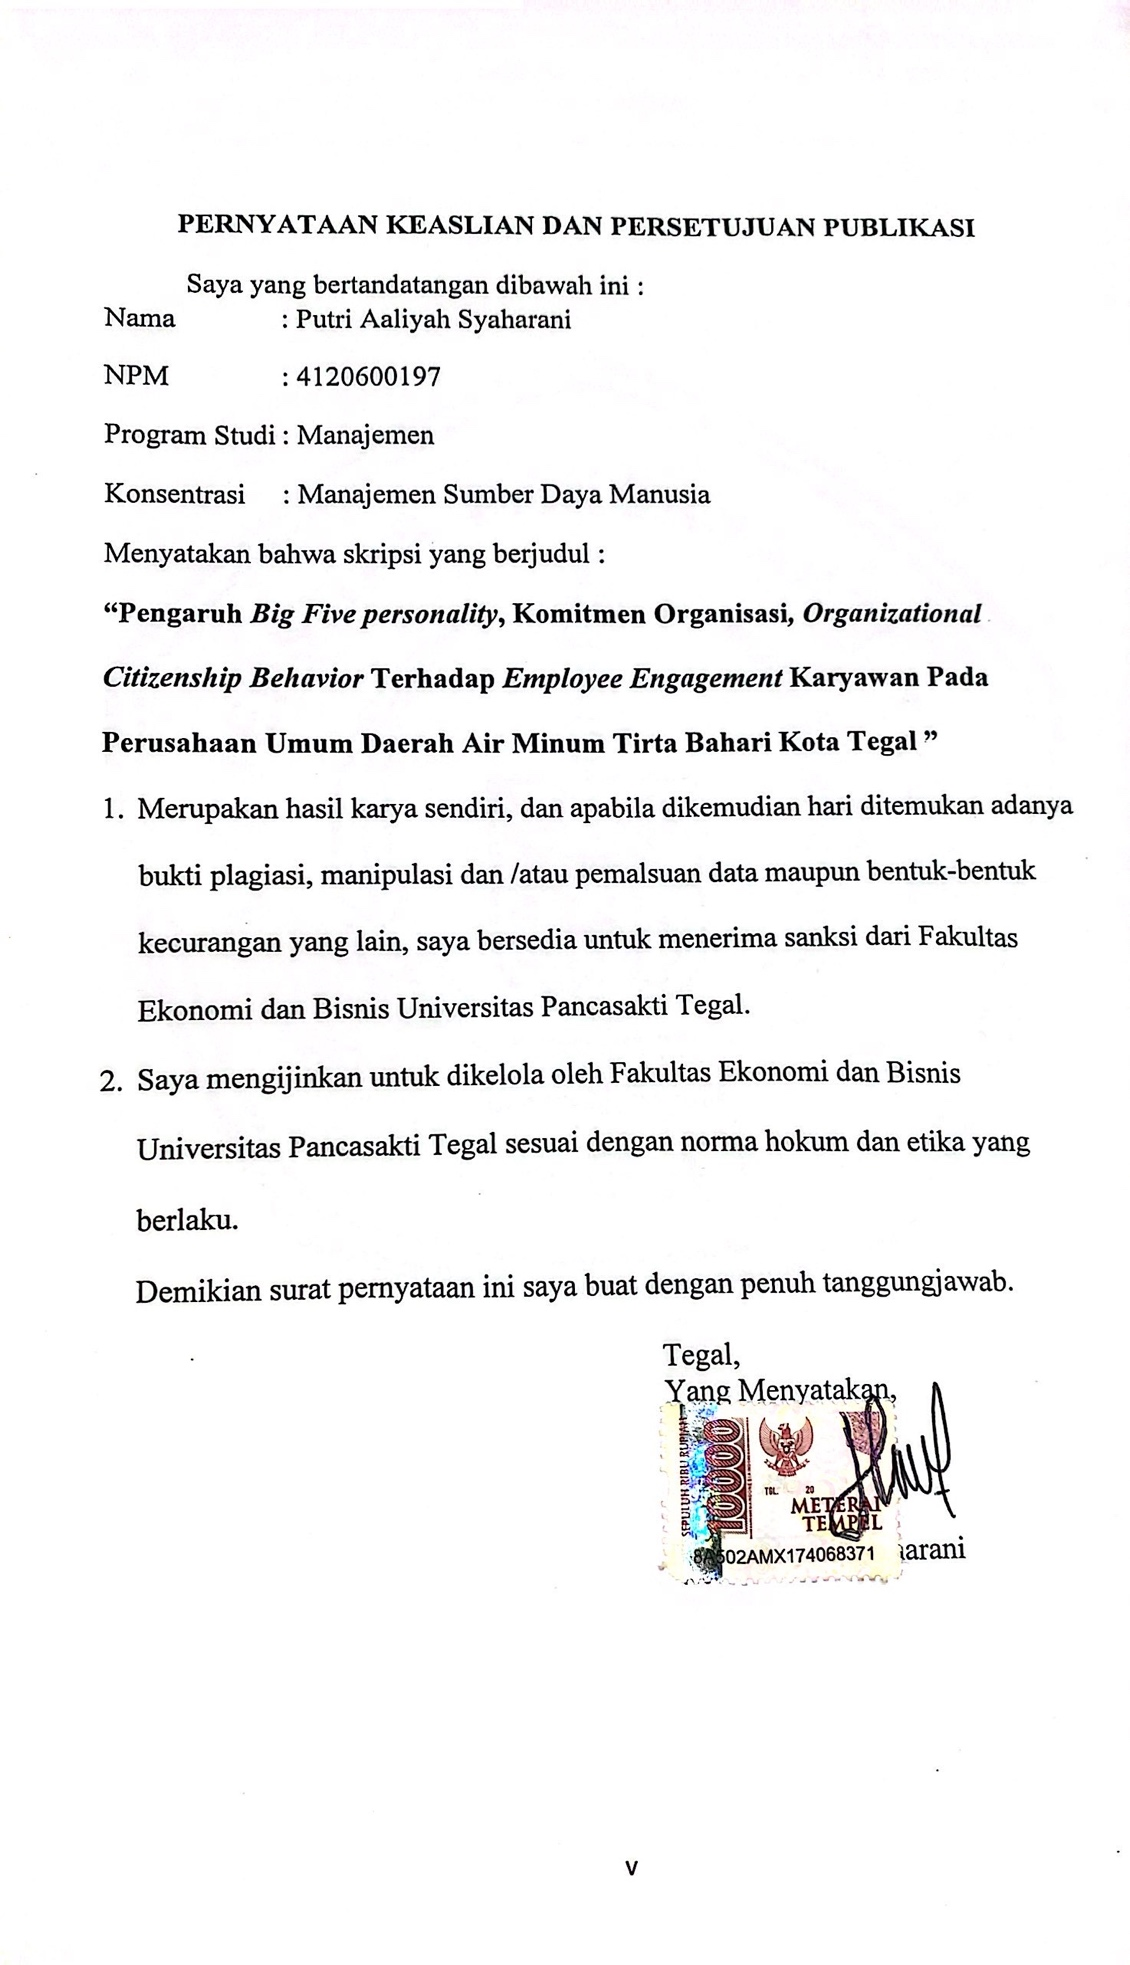 PERNYATAAN KEASLIAN DAN PERSETUJUAN PUBLIKASI
Saya yang bertandatangan dibawah ini :
Nama : Putri Aaliyah Syaharani
NPM : 4120600197
Program Studi : Manajemen
Konsentrasi : Manajemen Sumber Daya Manusia
Menyatakan bahwa skripsi yang berjudul :
“Pengaruh Big Five personality, Komitmen Organisasi, Organizational
Citizenship Behavior Terhadap Employee Engagement Karyawan Pada
Perusahaan Umum Daerah Air Minum Tirta Bahari Kota Tegal ”
1. Merupakan hasil karya sendiri, dan apabila dikemudian hari ditemukan adanya
bukti plagiasi, manipulasi dan /atau pemalsuan data maupun bentuk-bentuk
kecurangan yang lain, saya bersedia untuk menerima sanksi dari Fakultas
Ekonomi dan Bisnis Universitas Pancasakti Tegal.
2. Saya mengijinkan untuk dikelola oleh Fakultas Ekonomi dan Bisnis
Universitas Pancasakti Tegal sesuai dengan norma hokum dan etika yang
berlaku.
Demikian surat pernyataan ini saya buat dengan penuh tanggungjawab.
Tegal,
Yang Menyatakan,
SEPULUH RIBU RUPIAH
10000
TGL. 20
METERAI
TEMPEL
8A502AMX174068371
arani
v